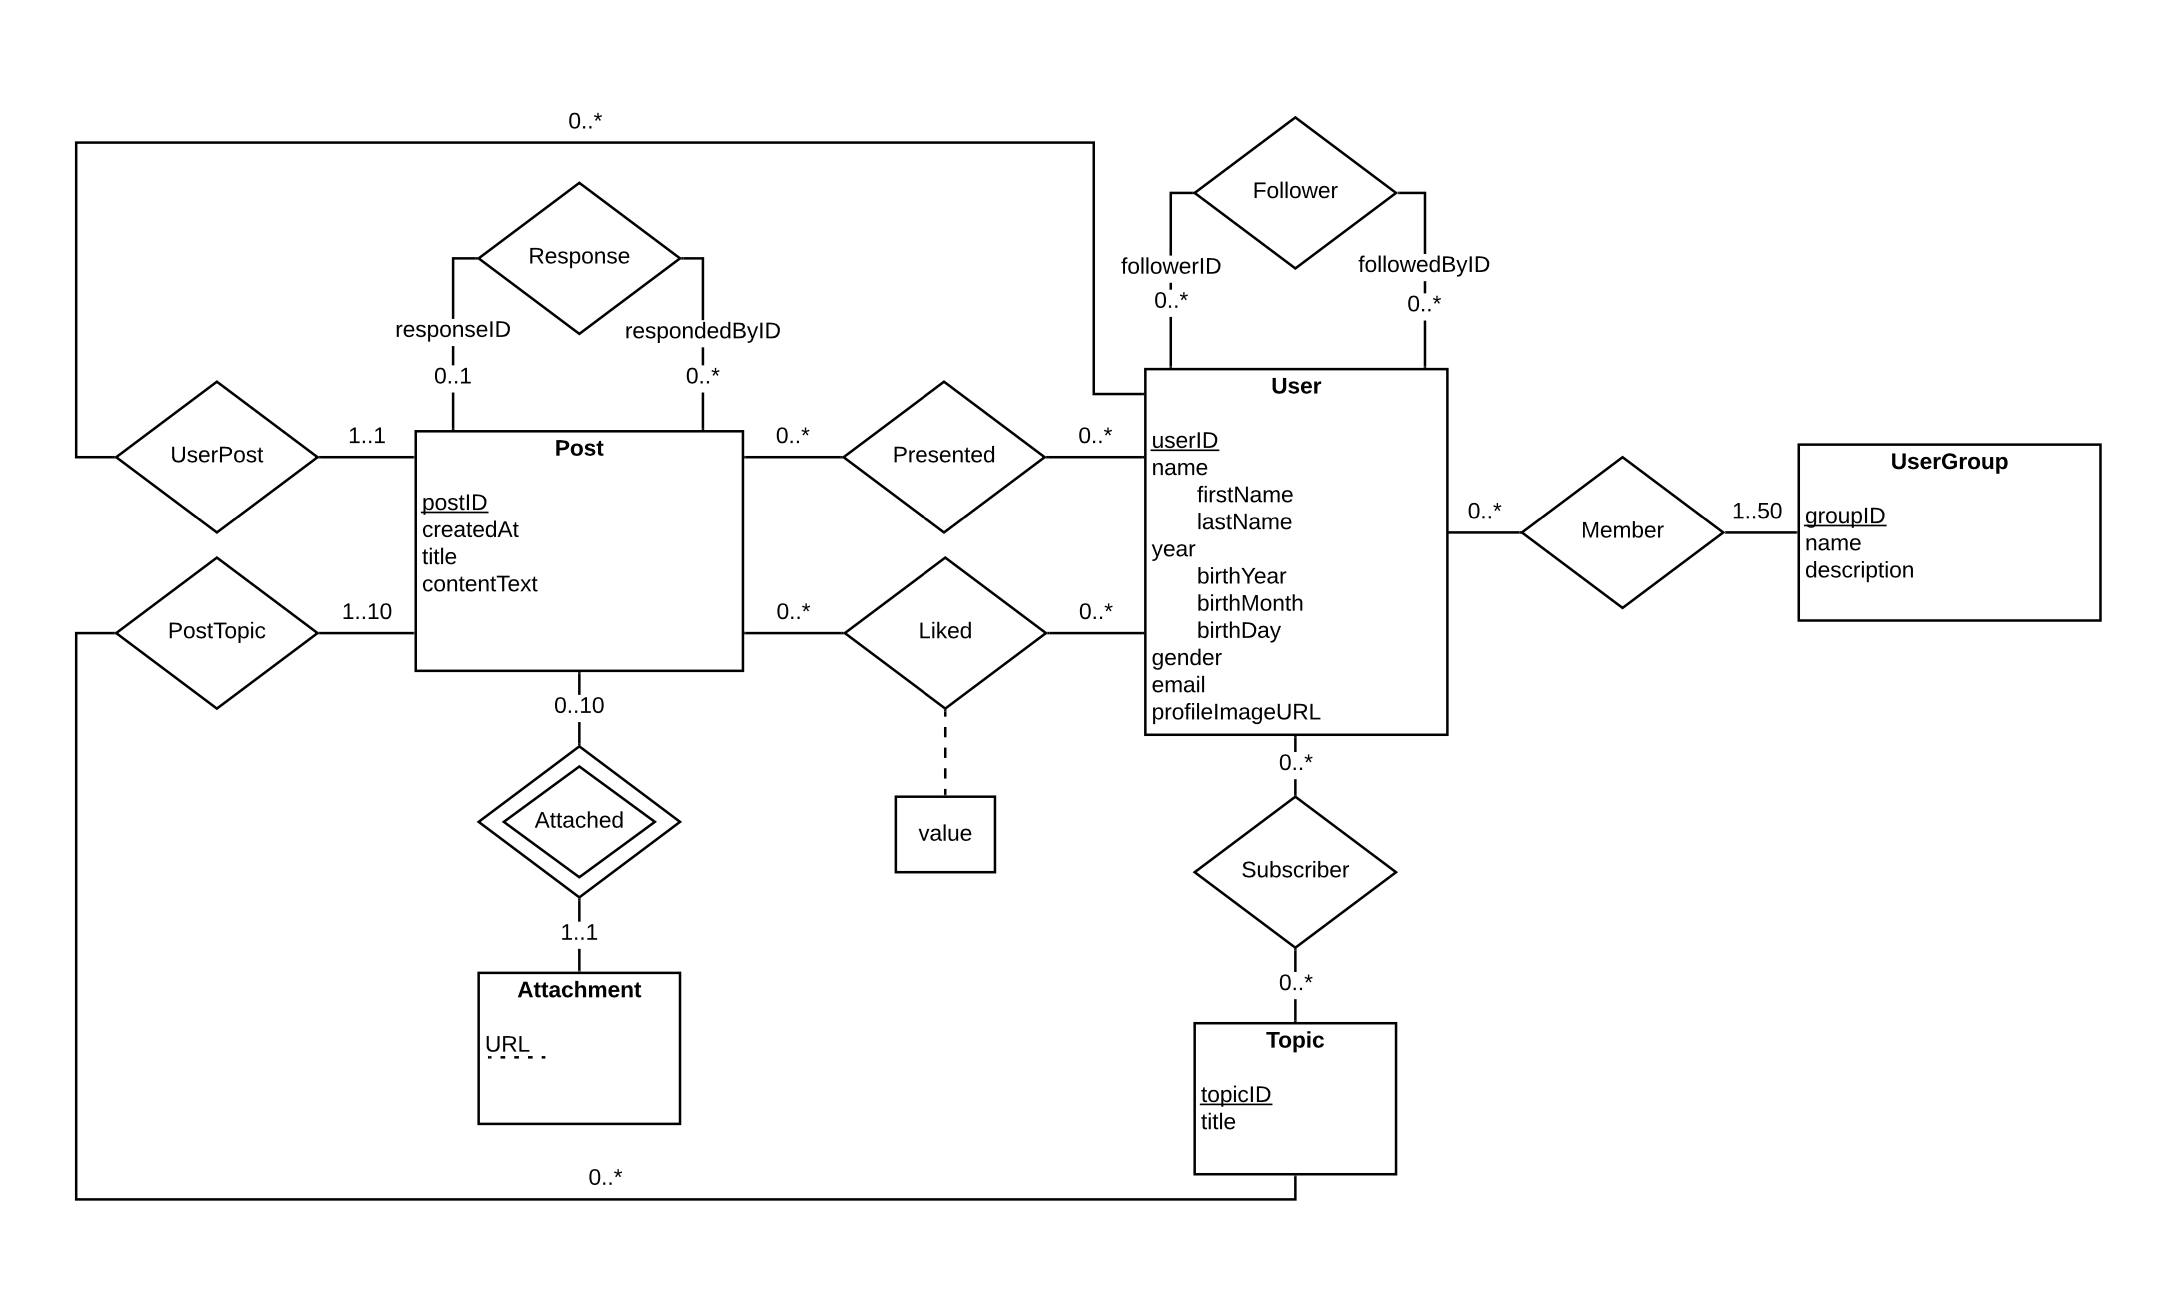 0..*
Follower
Response
followerID
followedByID
0..*
0..*
responseID
respondedByID
0..1
0..*
UserPost
1..1
Post
postID
createdAt
title
contentText
0..*
Presented
0..*
User
userID
name
firstName
lastName
year
birthYear
birthMonth
birthDay
gender
email
profileImageURL
0..*
Member
1..50
UserGroup
groupID
name
description
PostTopic
1..10
0..*
Liked
0..*
value
0..10
Attached
1..1
Attachment
URL
0..*
Subscriber
0..*
Topic
topicID
title
0..*